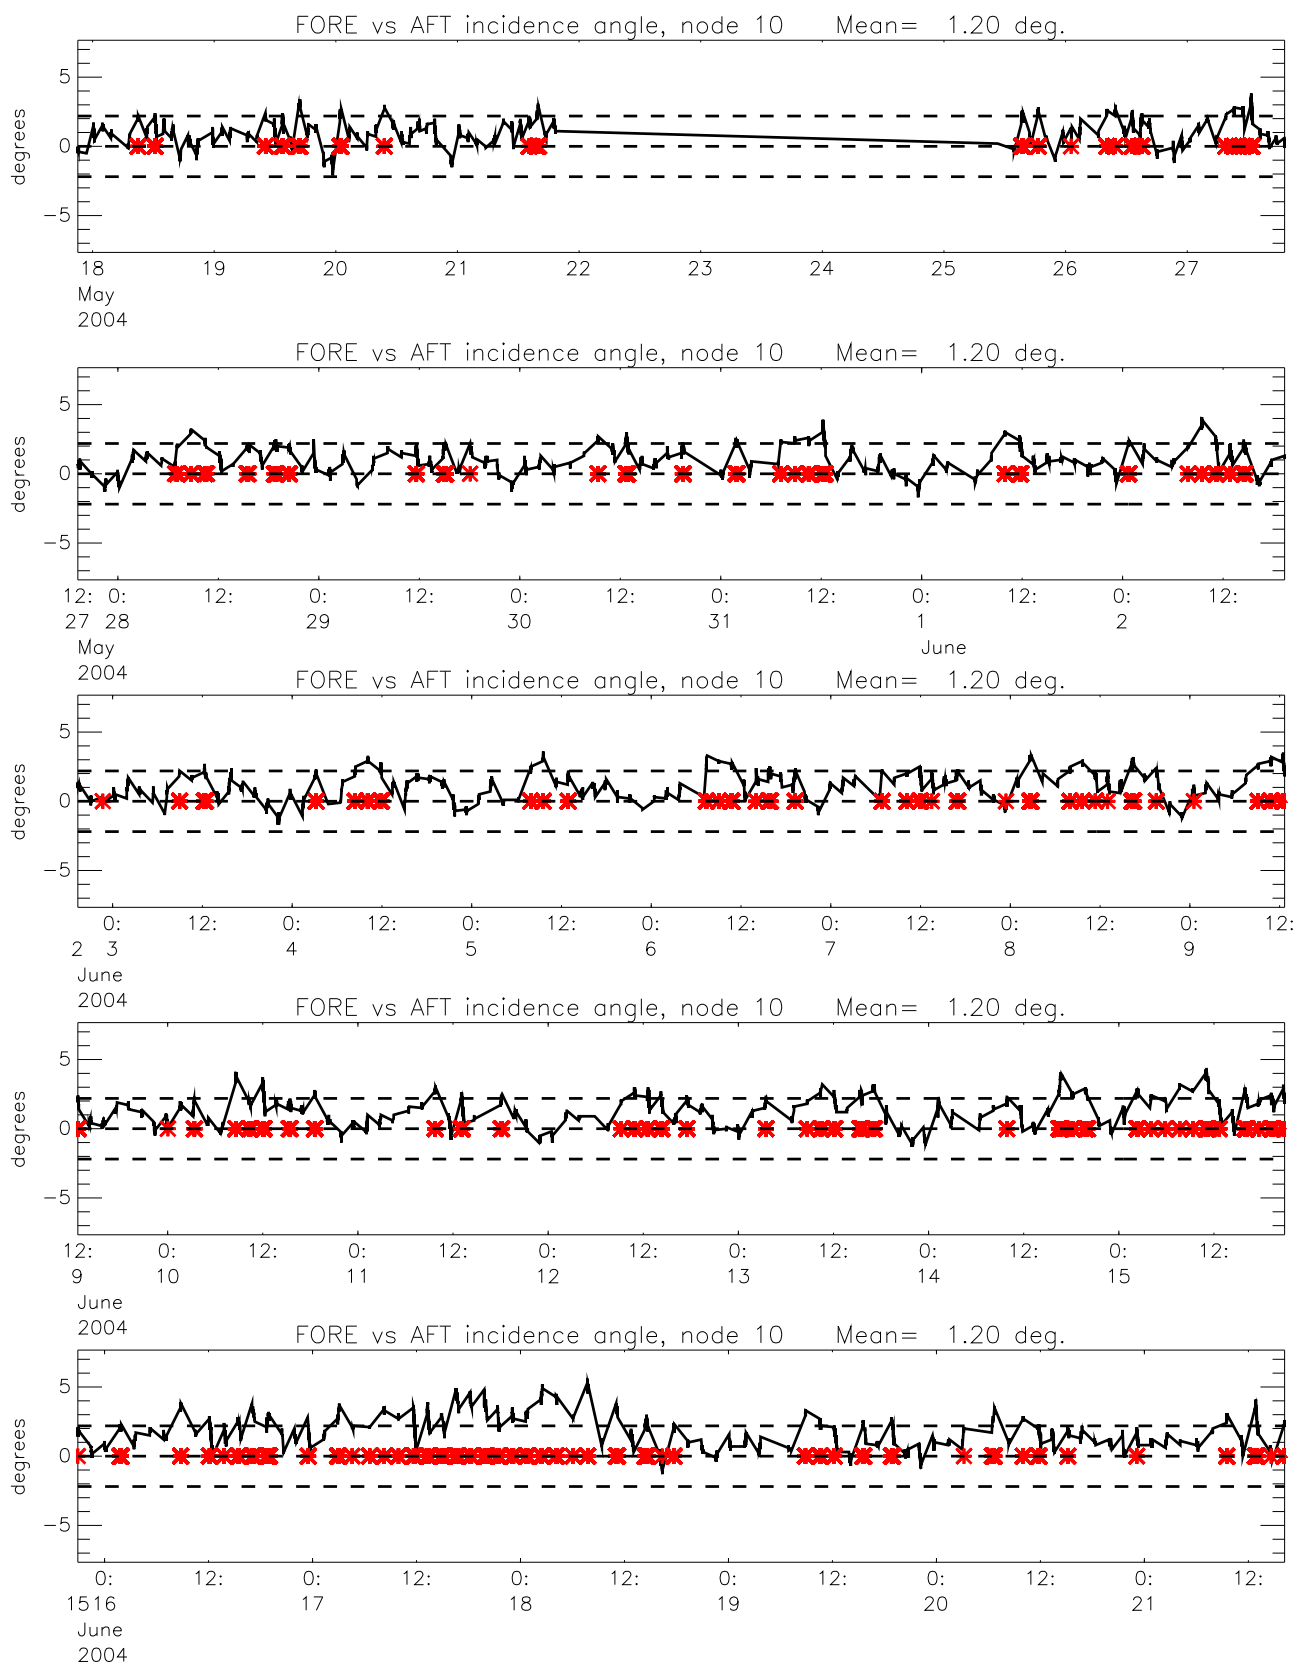 FORE vs AFT incidence angle, node 10 Mean= 1.20 deg.
5
degrees
0
-5
18 19 20 21 22 23 24 25 26 27
May
2004
FORE vs AFT incidence angle, node 10 Mean= 1.20 deg.
5
degrees
0
-5
12: 0: 12: 0: 12: 0: 12: 0: 12: 0: 12: 0: 12:
27 28 29 30 31 1 2
May June
2004
FORE vs AFT incidence angle, node 10 Mean= 1.20 deg.
5
degrees
0
-5
0: 12: 0: 12: 0: 12: 0: 12: 0: 12: 0: 12: 0: 12:
2 3 4 5 6 7 8 9
June
2004
FORE vs AFT incidence angle, node 10 Mean= 1.20 deg.
5
degrees
0
-5
12: 0: 12: 0: 12: 0: 12: 0: 12: 0: 12: 0: 12:
9 10 11 12 13 14 15
June
2004
FORE vs AFT incidence angle, node 10 Mean= 1.20 deg.
5
degrees
0
-5
0: 12: 0: 12: 0: 12: 0: 12: 0: 12: 0: 12:
15 16 17 18 19 20 21
June
2004